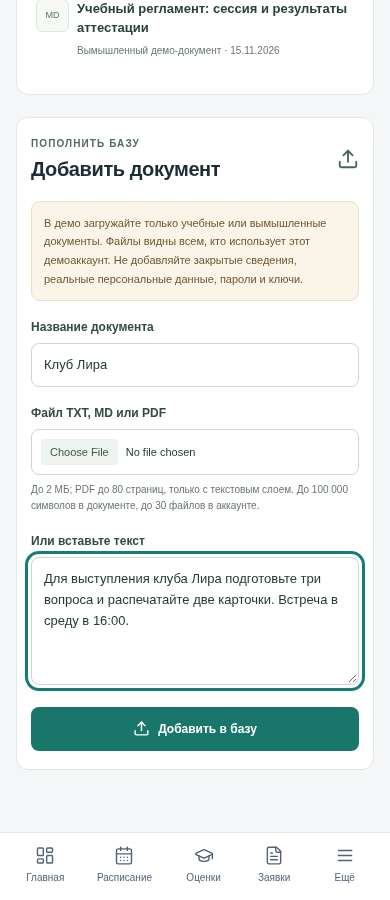 MD
Учебный регламент: сессия и результаты
аттестации
Вымышленный демо-документ · 15.11.2026
ПОПОЛНИТЬ БАЗУ
Добавить документ
В демо загружайте только учебные или вымышленные
документы. Файлы видны всем, кто использует этот
демоаккаунт. Не добавляйте закрытые сведения,
реальные персональные данные, пароли и ключи.
Название документа
Клуб Лира
Файл TXT, MD или PDF
Choose File No file chosen
До 2 МБ; PDF до 80 страниц, только с текстовым слоем. До 100 000
символов в документе, до 30 файлов в аккаунте.
Или вставьте текст
Для выступления клуба Лира подготовьте три
вопроса и распечатайте две карточки. Встреча в
среду в 16:00.
Добавить в базу
Главная Расписание Оценки Заявки Ещё